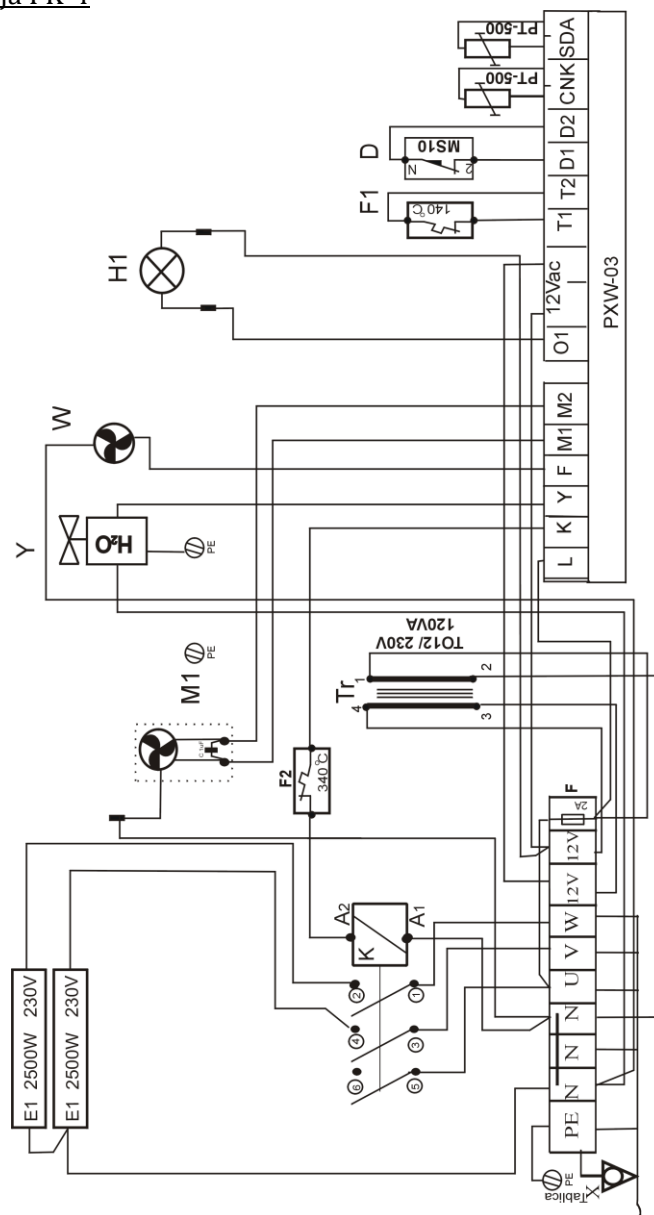 ja PK-1
PT-500
PT-500
SDA
CNK
D2
D1
T2
T1
12Vac
O1
PXW-03
M2
M1
F
Y
K
L
D
MS10
N
2
F1
140°C
H1
W
Y
H2O
PE
M1
PE
Tr
TO12/ 230V
120VA
1
2
4
3
F2
340°C
E1 2500W 230V
E1 2500W 230V
A2
K
A1
2
1
4
3
6
5
F
2A
12V
12V
W
V
U
N
N
N
PE
PE
Tablica
X